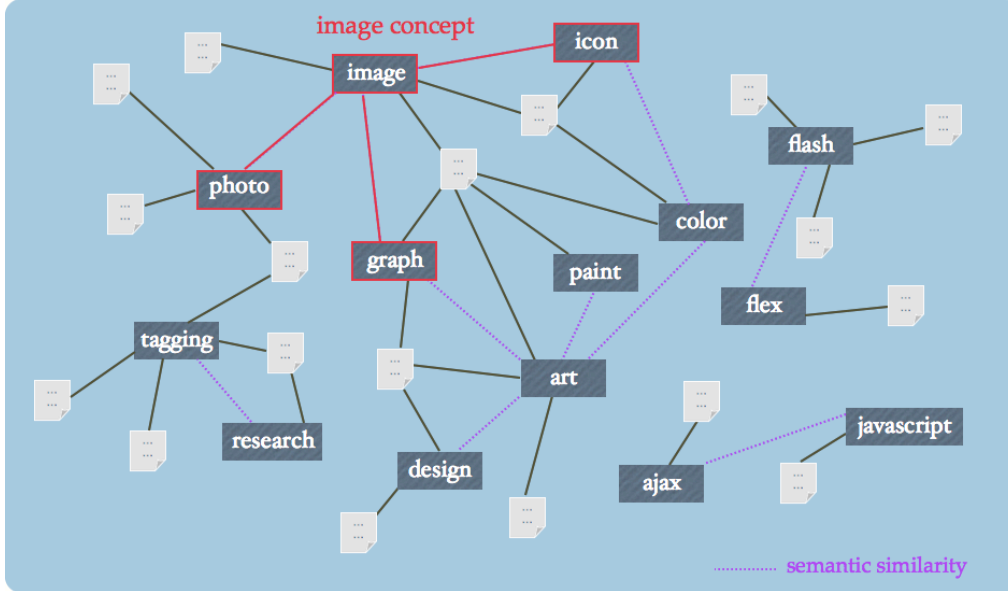 image concept
icon
image
flash
photo
color
graph
paint
flex
tagging
art
research
javascript
design
ajax
semantic similarity